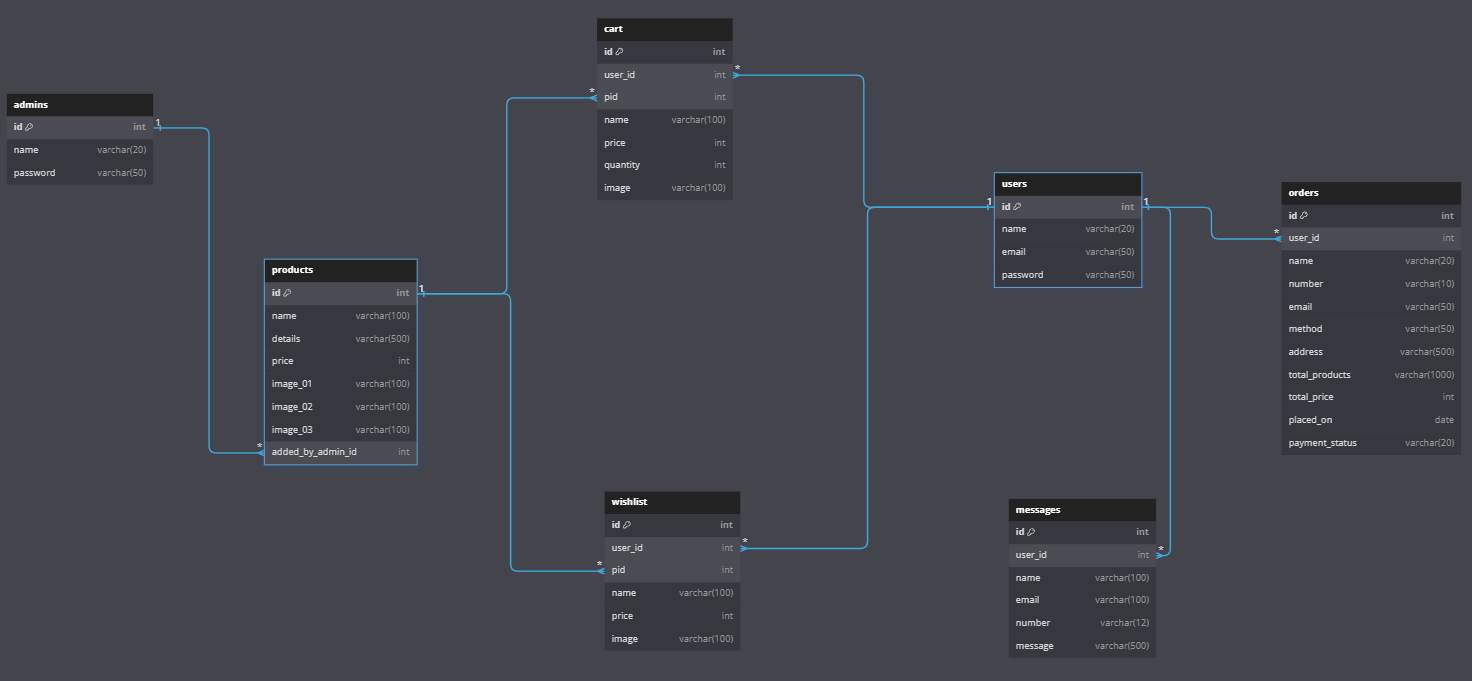 cart
id int
user_id int
pid int
name varchar(100)
price int
quantity int
image varchar(100)
admins
id int
name varchar(20)
password varchar(50)
users
id int
name varchar(20)
email varchar(50)
password varchar(50)
orders
id int
user_id int
name varchar(20)
number varchar(10)
email varchar(50)
method varchar(50)
address varchar(500)
total_products varchar(1000)
total_price int
placed_on date
payment_status varchar(20)
products
id int
name varchar(100)
details varchar(500)
price int
image_01 varchar(100)
image_02 varchar(100)
image_03 varchar(100)
added_by_admin_id int
wishlist
id int
user_id int
pid int
name varchar(100)
price int
image varchar(100)
messages
id int
user_id int
name varchar(100)
email varchar(100)
number varchar(12)
message varchar(500)
1
*
1
*
*
*
*
1
1
*
*